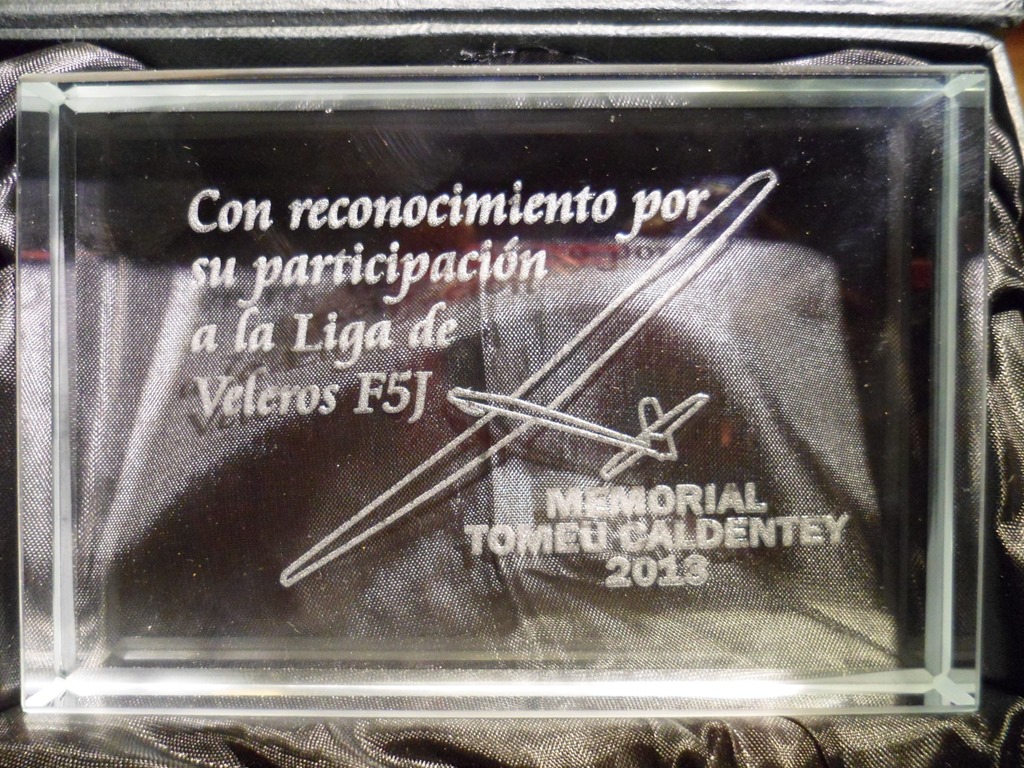 Con reconocimiento por
su participación
a la Liga de
Veleros F5J
MEMORIAL
TOMEU CALDENTEY
2013